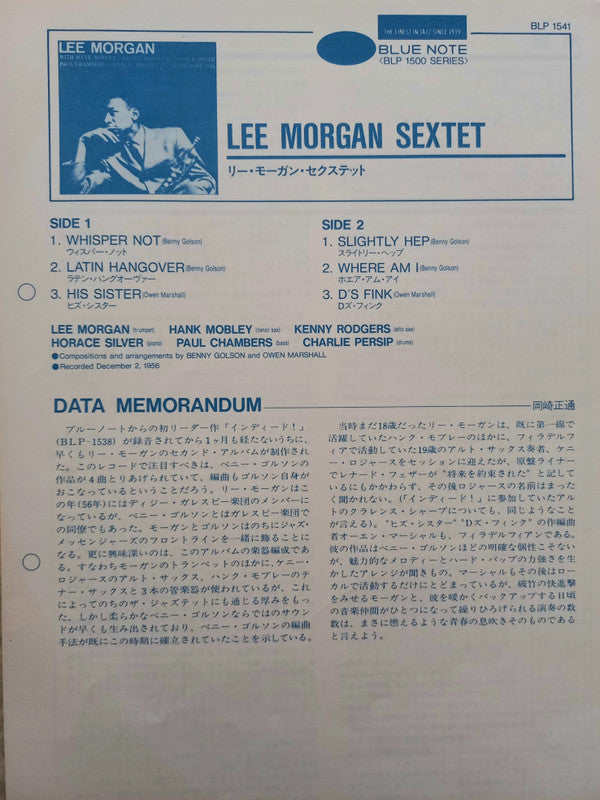 BLP 1541
THE FINEST IN JAZZ SINCE 1939
BLUE NOTE
〈BLP 1500 SERIES〉
LEE MORGAN
LEE MORGAN SEXTET
リー・モーガン・セクステット
SIDE 1
1. WHISPER NOT (Benny Golson)
ウィスパー・ノット
2. LATIN HANGOVER (Benny Golson)
ラテン・ハングオーヴァー
3. HIS SISTER (Owen Marshall)
ヒズ・シスター
SIDE 2
1. SLIGHTLY HEP (Benny Golson)
スライトリー・ヘップ
2. WHERE AM I (Benny Golson)
ホエア・アム・アイ
3. D'S FINK (Owen Marshall)
Dズ・フィンク
LEE MORGAN (trumpet) HANK MOBLEY (tenor sax) KENNY RODGERS (alto sax)
HORACE SILVER (piano) PAUL CHAMBERS (bass) CHARLIE PERSIP (drums)
●Compositions and arrangements by BENNY GOLSON and OWEN MARSHALL
●Recorded December 2, 1956
DATA MEMORANDUM
岡崎正通
ブルーノートからの初リーダー作「インディード！」
(BLP-1538) が録音されてから1ヶ月も経たないうちに、
早くもリー・モーガンのセカンド・アルバムが制作され
た。このレコードで注目すべきは、ベニー・ゴルソンの
作品が4曲とりあげられていて、編曲もゴルソン自身が
おこなっているということだろう。リー・モーガンはこ
の年(56年)にはディジー・ガレスピー楽団のメンバーに
なっているが、ベニー・ゴルソンとはガレスピー楽団で
の同僚でもあった。モーガンとゴルソンはのちにジャズ・
メッセンジャーズのフロントラインを一緒に飾ることに
なる。更に興味深いのは、このアルバムの楽器編成であ
る。すなわちモーガンのトランペットのほかに、ケニー・
ロジャースのアルト・サックス、ハンク・モブレーのテ
ナー・サックスと3本の管楽器が使われているが、これ
によってのちのザ・ジャズテットにも通じる厚みをもっ
た、しかし柔らかなベニー・ゴルソンならではのサウン
ドが早くも生み出されており、ベニー・ゴルソンの編曲
手法が既にこの時期に確立されていたことを示している。
当時まだ18歳だったリー・モーガンは、既に第一線で
活躍していたハンク・モブレーのほかに、フィラデルフ
ィアで活動していた19歳のアルト・サックス奏者、ケニ
ー・ロジャースをセッションに迎えたが、原盤ライナー
でレナード・フェザーが"将来を約束された"と記して
いるにもかかわらず、その後ロジャースの名前はまった
く聞かれない。(「インディード！」に参加していたアル
トのクラレンス・シャープについても、同じようなこと
が言える)。"ヒズ・シスター""Dズ・フィンク"の作編曲
者オーエン・マーシャルも、フィラデルフィアンである。
彼の作品はベニー・ゴルソンほどの明確な個性こそない
が、魅力的なメロディーとハード・バップの力強さを生
かしたアレンジが聞きもの。マーシャルもその後はロー
カルで活動するだけにとどまっているが、破竹の快進撃
をみせるモーガンと、彼を暖かくバックアップする日頃
の音楽仲間がひとつになって繰りひろげられる演奏の数
数は、まさに燃えるような青春の息吹きそのものである
と言えよう。